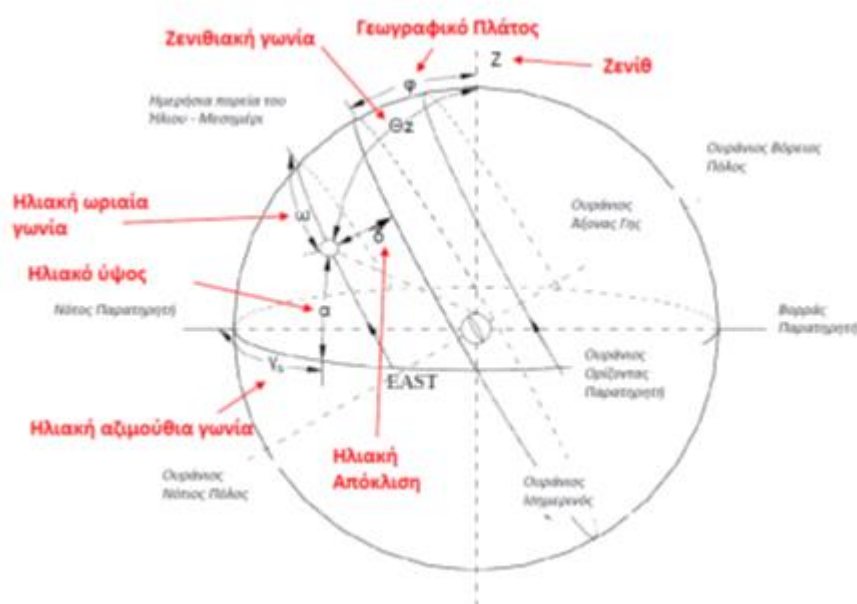 Ζενιθιακή γωνία
Γεωγραφικό Πλάτος
Z
Ζενίθ
φ
Ημερήσια πορεία του
Ήλιου - Μεσημέρι
Θz
Ουράνιος Βόρειας
Πόλος
Ηλιακή ωριαία
γωνία
ω
δ
Ουράνιος
Άξονας Γης
Ηλιακό ύψος
Νότος Παρατηρητή
α
Βορράς
Παρατηρητή
γs
EAST
Ουράνιος
Ορίζοντας
Παρατηρητή
Ηλιακή αζιμούθια γωνία
Ηλιακή
Απόκλιση
Ουράνιος
Νότιος Πόλος
Ουράνιος
Ισημερινός